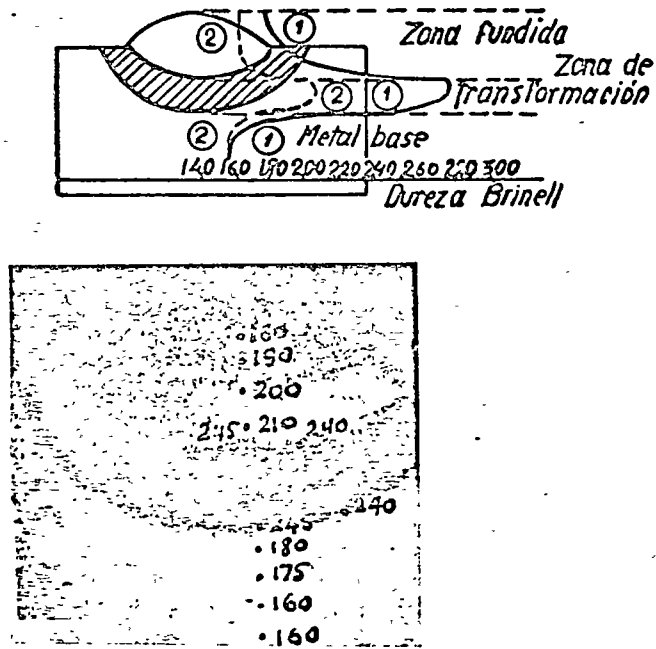 ② ① Zona fundida
Zona de
transformación
② ①
② ① Metal base
140 160 180 200 220 240 260 280 300
Dureza Brinell
160
190
200
245 210 240
240
245
180
175
160
160